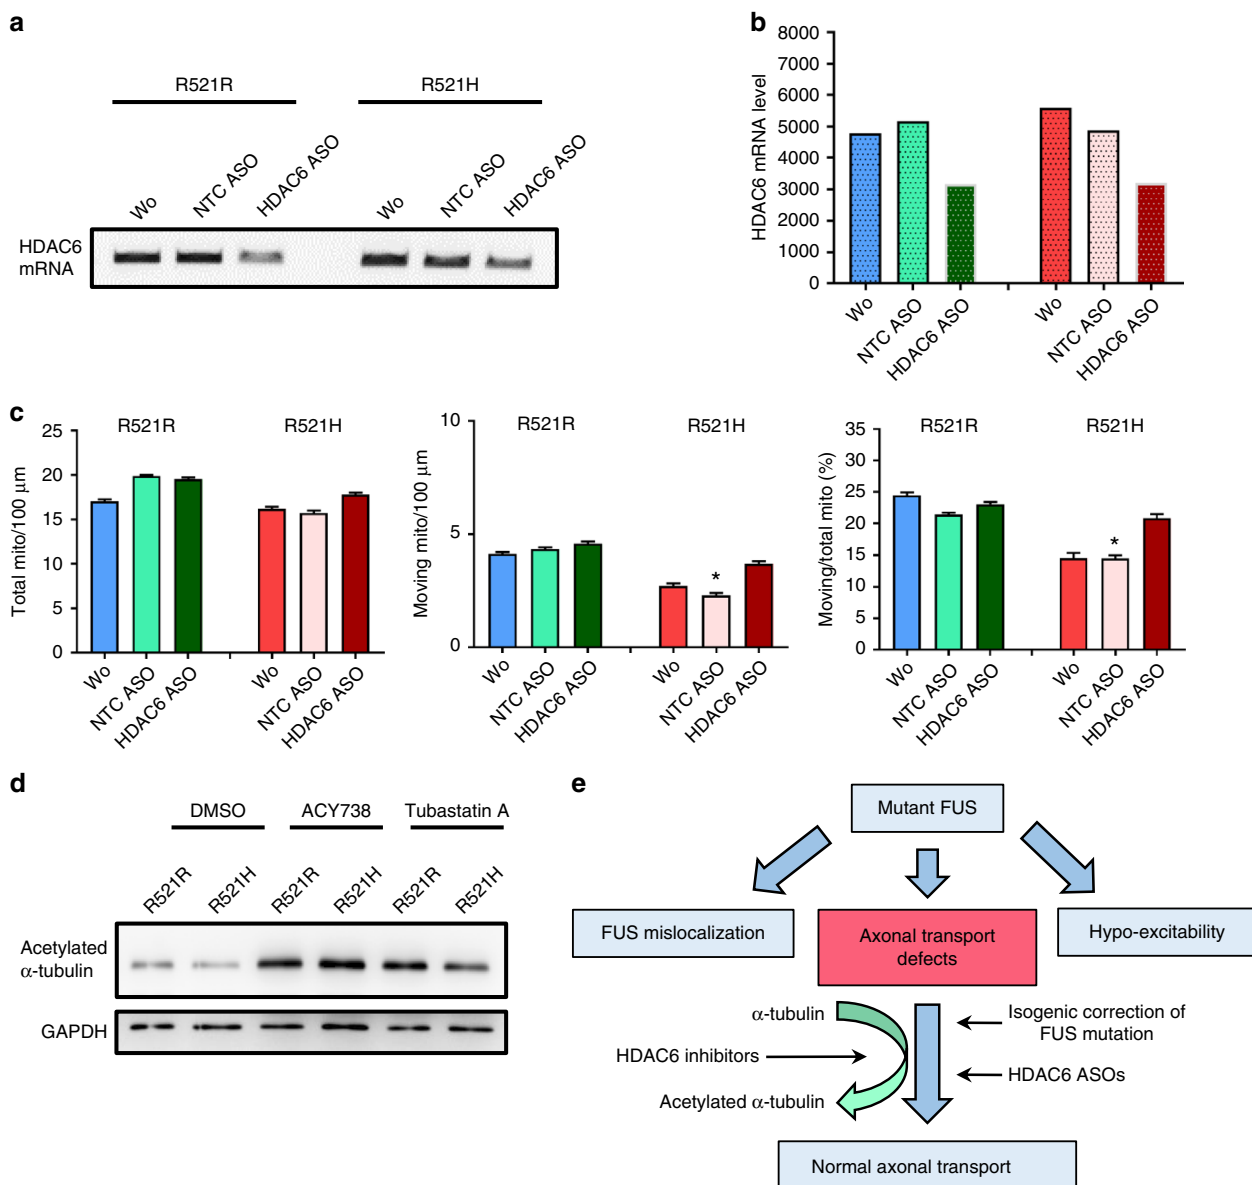 a
R521R
R521H
Wo
NTC ASO
HDAC6 ASO
Wo
NTC ASO
HDAC6 ASO
HDAC6
mRNA
b
HDAC6 mRNA level
8000
7000
6000
5000
4000
3000
2000
1000
0
Wo
NTC ASO
HDAC6 ASO
Wo
NTC ASO
HDAC6 ASO
c
Total mito/100 μm
25
20
15
10
5
0
R521R
R521H
Wo
NTC ASO
HDAC6 ASO
Wo
NTC ASO
HDAC6 ASO
Moving mito/100 μm
10
5
0
R521R
R521H
*
Wo
NTC ASO
HDAC6 ASO
Wo
NTC ASO
HDAC6 ASO
Moving/total mito (%)
35
30
25
20
15
10
5
0
R521R
R521H
*
Wo
NTC ASO
HDAC6 ASO
Wo
NTC ASO
HDAC6 ASO
d
DMSO
ACY738
Tubastatin A
R521R
R521H
R521R
R521H
R521R
R521H
Acetylated
α-tubulin
GAPDH
e
Mutant FUS
FUS mislocalization
Axonal transport
defects
Hypo-excitability
α-tubulin
HDAC6 inhibitors
Acetylated α-tubulin
Isogenic correction of
FUS mutation
HDAC6 ASOs
Normal axonal transport